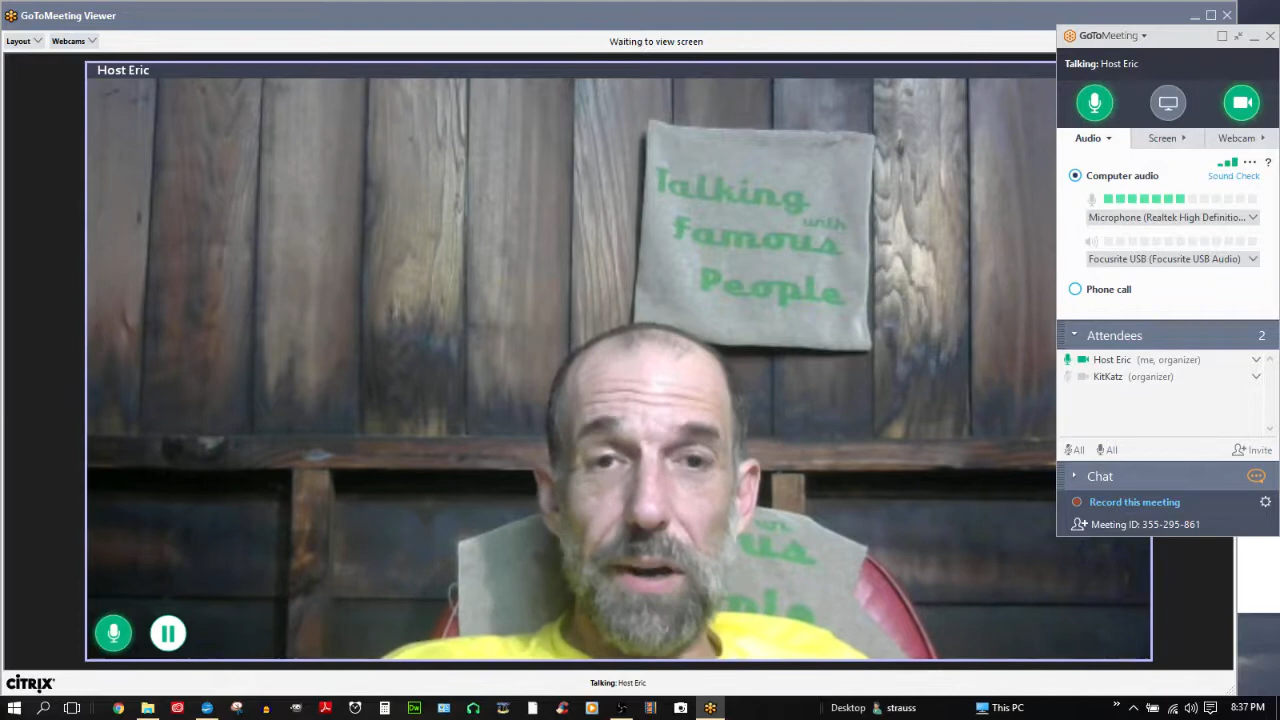 GoToMeeting Viewer
Layout
Webcams
Waiting to view screen
GoToMeeting
Talking: Host Eric
Host Eric
Talking
with
famous
People
Audio
Screen
Webcam
?
Computer audio
Sound Check
Microphone (Realtek High Definitio...
Focusrite USB (Focusrite USB Audio)
Phone call
Attendees 2
Host Eric (me, organizer)
KitKatz (organizer)
All
All
Invite
Chat
Record this meeting
Meeting ID: 355-295-861
People
CITRIX
Talking: Host Eric
Dw
Desktop
strauss
This PC
8:37 PM